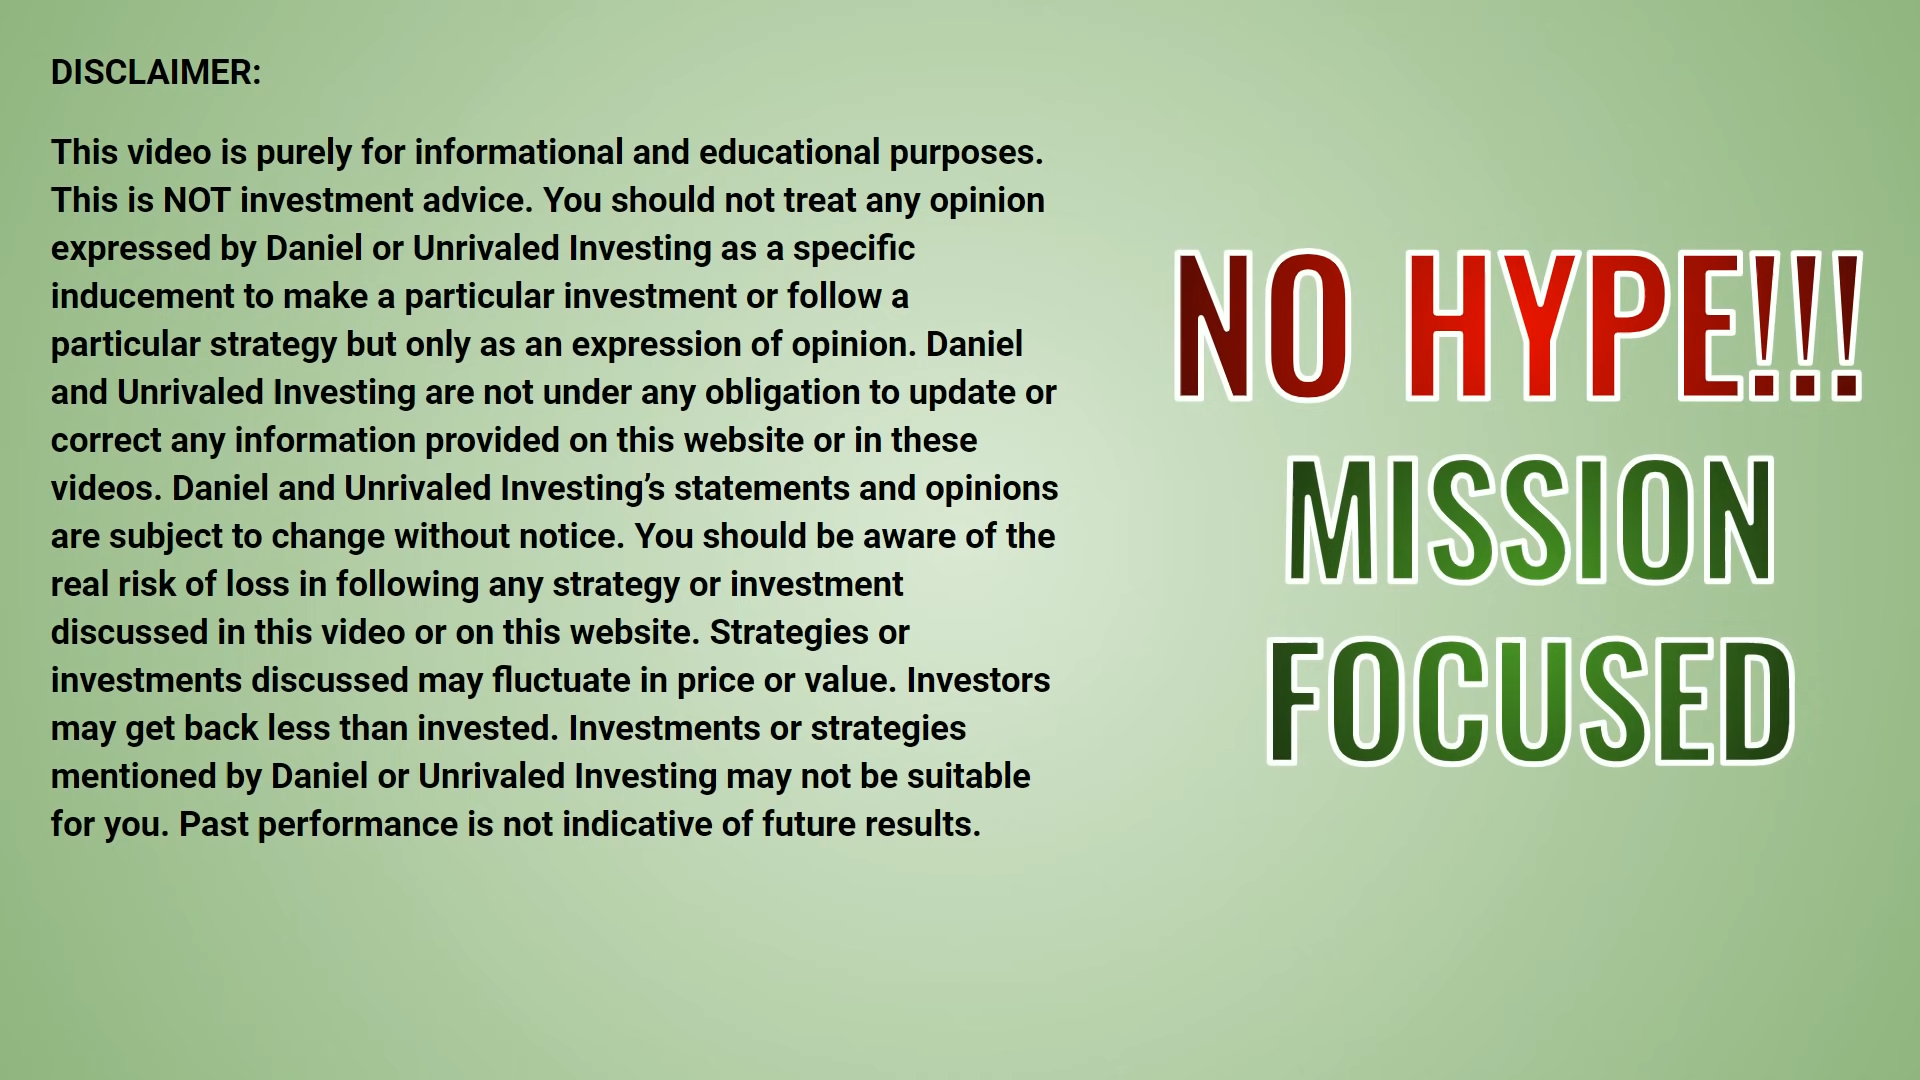 DISCLAIMER:
This video is purely for informational and educational purposes.
This is NOT investment advice. You should not treat any opinion
expressed by Daniel or Unrivaled Investing as a specific
inducement to make a particular investment or follow a
particular strategy but only as an expression of opinion. Daniel
and Unrivaled Investing are not under any obligation to update or
correct any information provided on this website or in these
videos. Daniel and Unrivaled Investing’s statements and opinions
are subject to change without notice. You should be aware of the
real risk of loss in following any strategy or investment
discussed in this video or on this website. Strategies or
investments discussed may fluctuate in price or value. Investors
may get back less than invested. Investments or strategies
mentioned by Daniel or Unrivaled Investing may not be suitable
for you. Past performance is not indicative of future results.
NO HYPE!!!
MISSION
FOCUSED